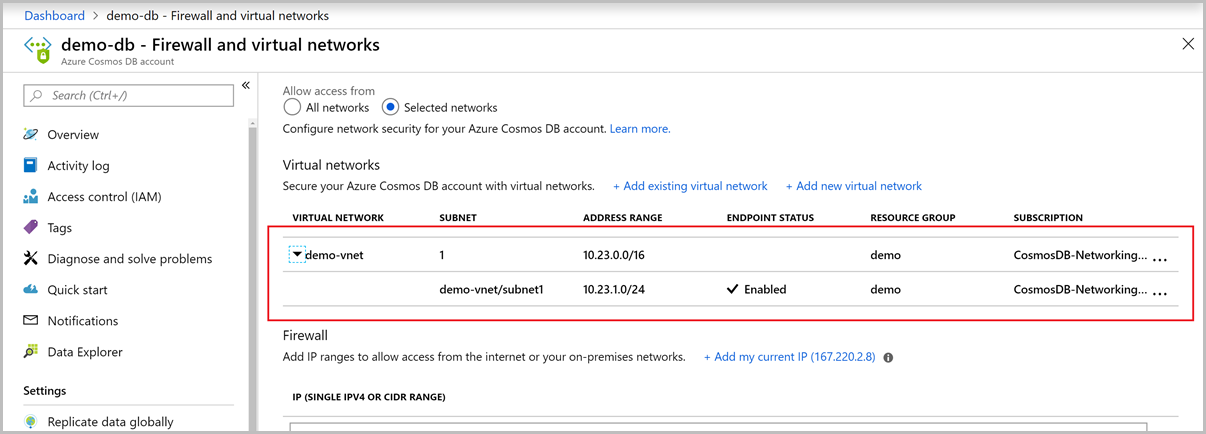 Dashboard > demo-db - Firewall and virtual networks
demo-db - Firewall and virtual networks
Azure Cosmos DB account
Search (Ctrl+/)
Overview
Activity log
Access control (IAM)
Tags
Diagnose and solve problems
Quick start
Notifications
Data Explorer
Settings
Replicate data globally
Allow access from
All networks Selected networks
Configure network security for your Azure Cosmos DB account. Learn more.
Virtual networks
Secure your Azure Cosmos DB account with virtual networks. + Add existing virtual network + Add new virtual network
VIRTUAL NETWORK SUBNET ADDRESS RANGE ENDPOINT STATUS RESOURCE GROUP SUBSCRIPTION
demo-vnet 1 10.23.0.0/16 demo CosmosDB-Networking... ...
demo-vnet/subnet1 10.23.1.0/24 Enabled demo CosmosDB-Networking... ...
Firewall
Add IP ranges to allow access from the internet or your on-premises networks. + Add my current IP (167.220.2.8)
IP (SINGLE IPV4 OR CIDR RANGE)